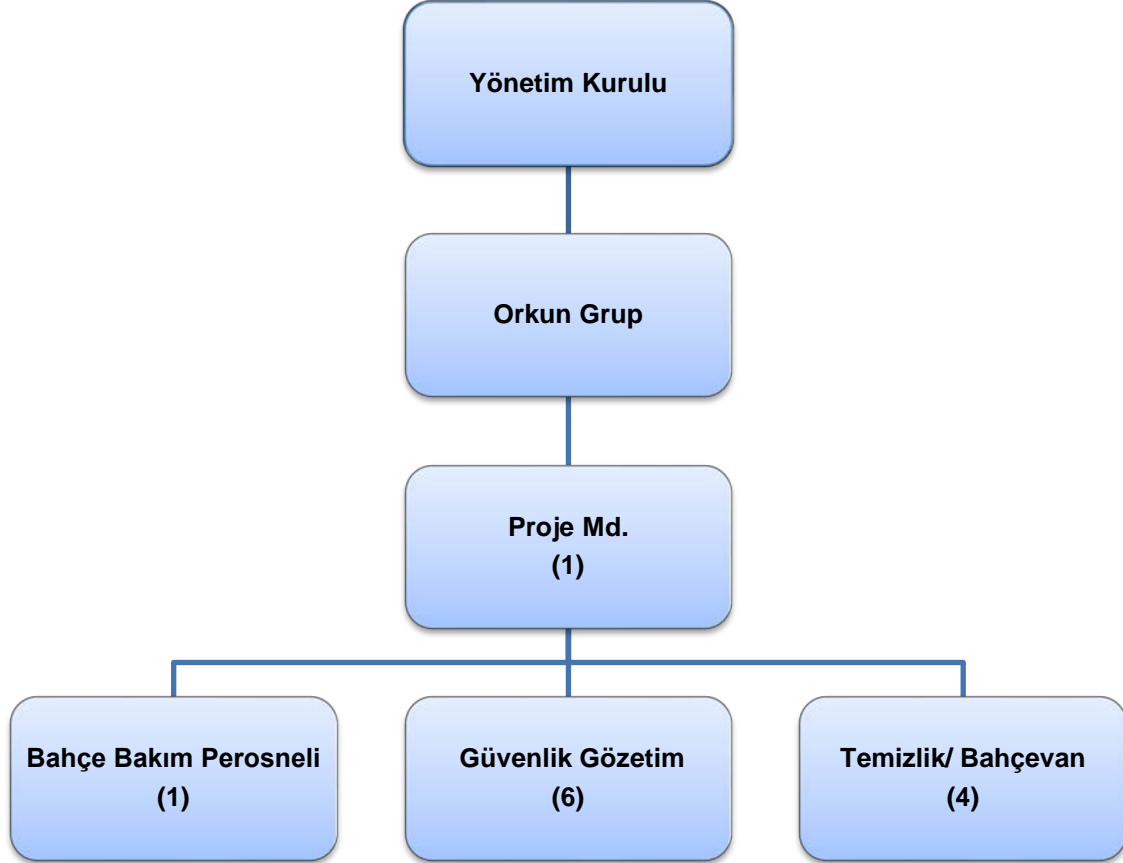 Yönetim Kurulu
Orkun Grup
Proje Md.
(1)
Bahçe Bakım Perosneli
(1)
Güvenlik Gözetim
(6)
Temizlik/ Bahçevan
(4)